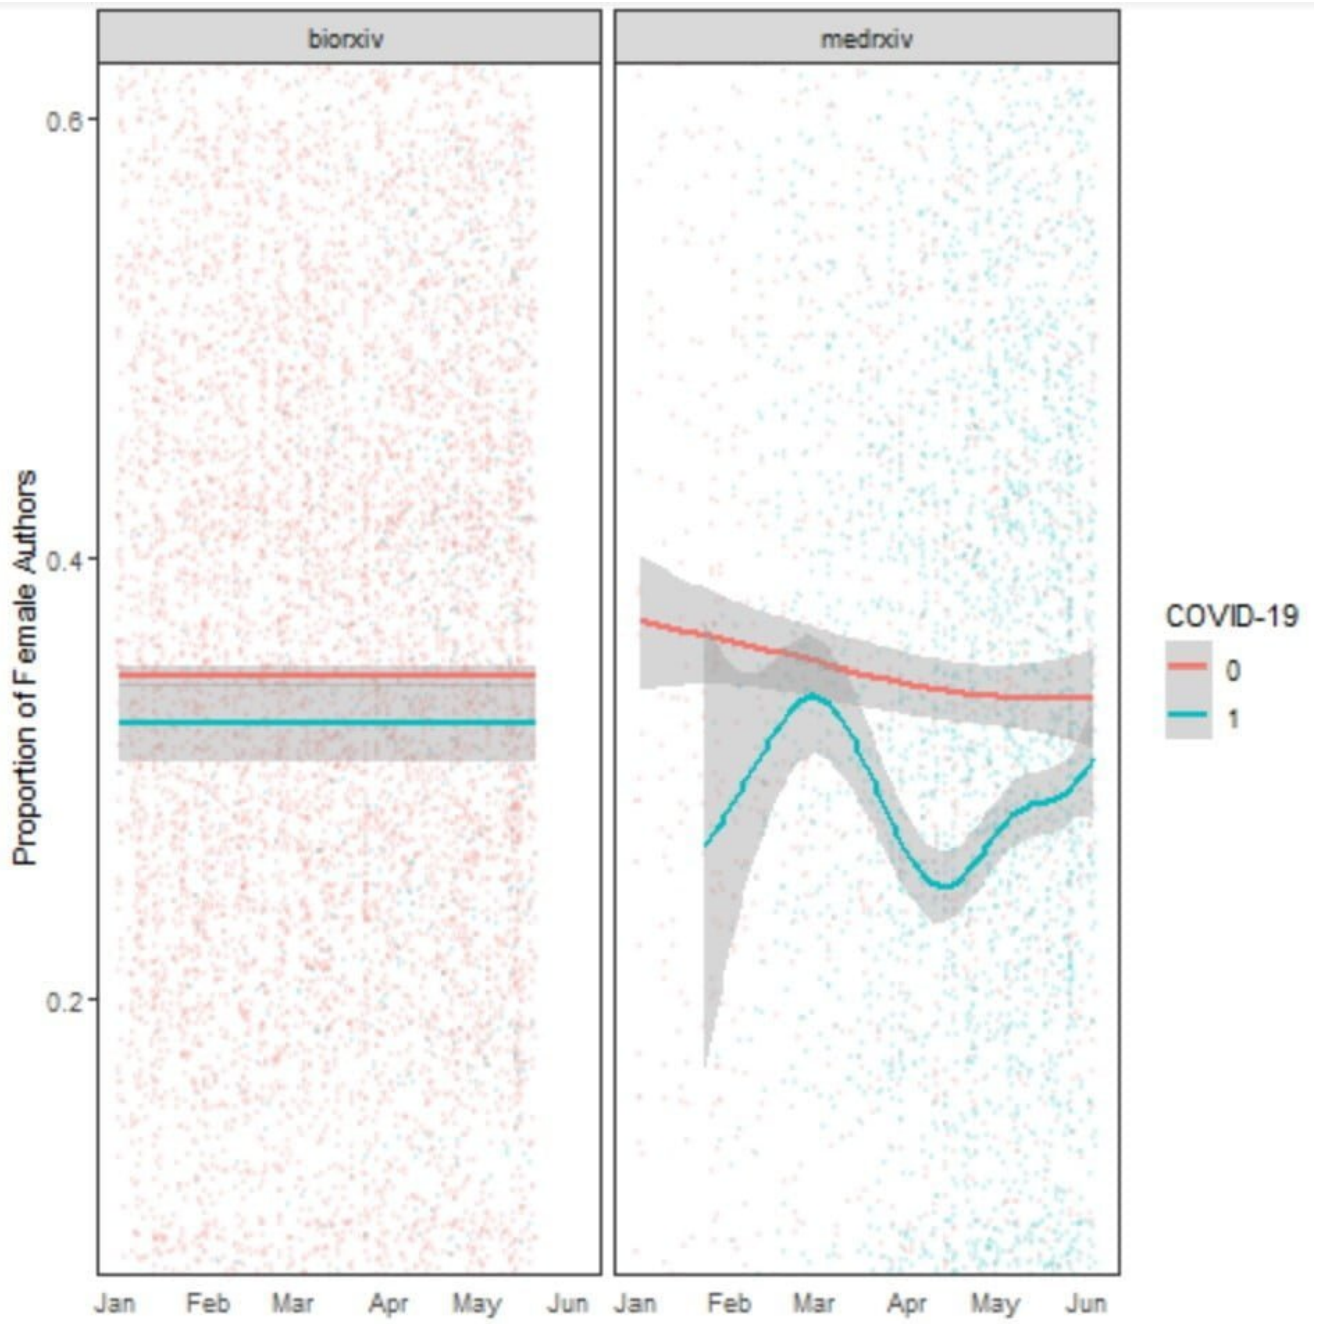 biorxiv medrxiv
0.6
0.4
0.2
Proportion of Female Authors
Jan Feb Mar Apr May Jun Jan Feb Mar Apr May Jun
COVID-19
0
1